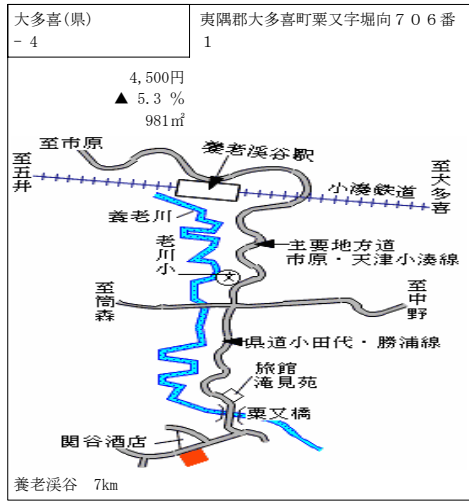 大多喜(県)
- 4
夷隅郡大多喜町粟又字堀向７０６番
1
4,500円
▲ 5.3 %
981㎡
至市原
養老渓谷駅
至五井
至大多喜
小湊鉄道
養老川
老川小
主要地方道
市原・天津小湊線
至筒森
至中野
県道小田代・勝浦線
旅館
滝見苑
粟又橋
関谷酒店
養老渓谷 7km